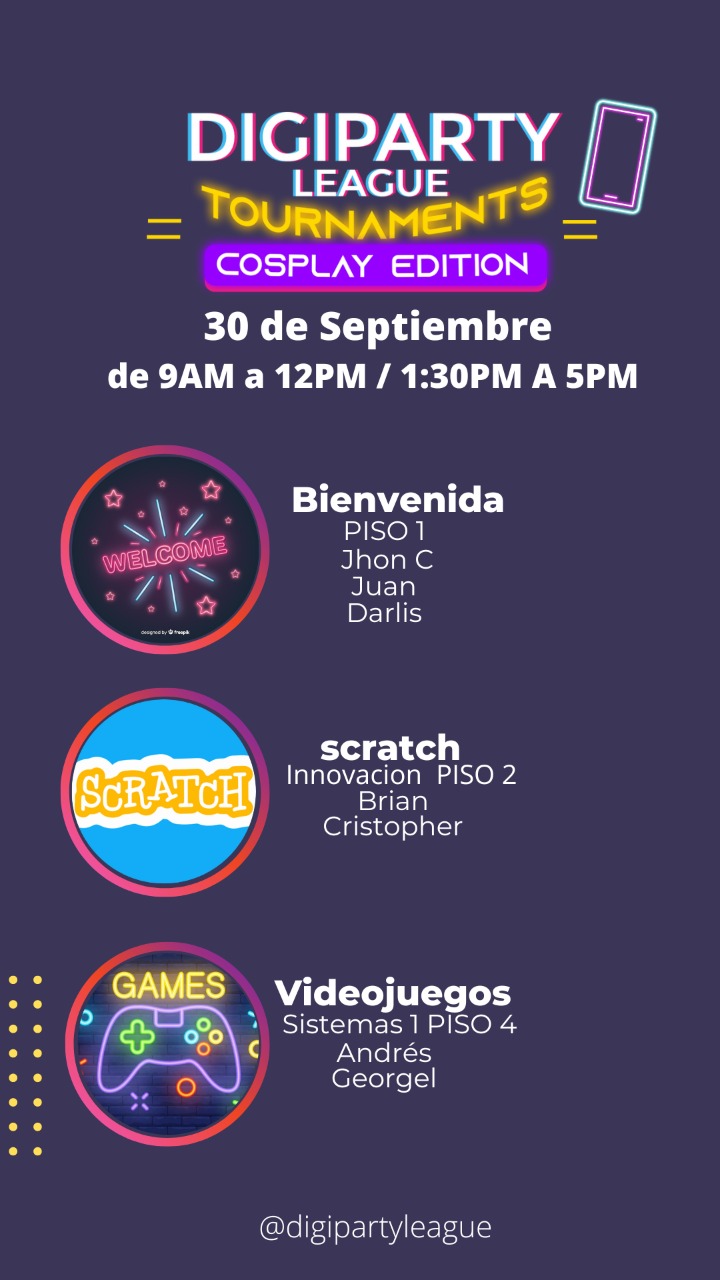 DIGIPARTY
LEAGUE
TOURNAMENTS
COSPLAY EDITION
30 de Septiembre
de 9AM a 12PM / 1:30PM A 5PM
WELCOME
designed by freepik
Bienvenida
PISO 1
Jhon C
Juan
Darlis
SCRATCH
scratch
Innovacion PISO 2
Brian
Cristopher
GAMES
Videojuegos
Sistemas 1 PISO 4
Andrés
Georgel
@digipartyleague